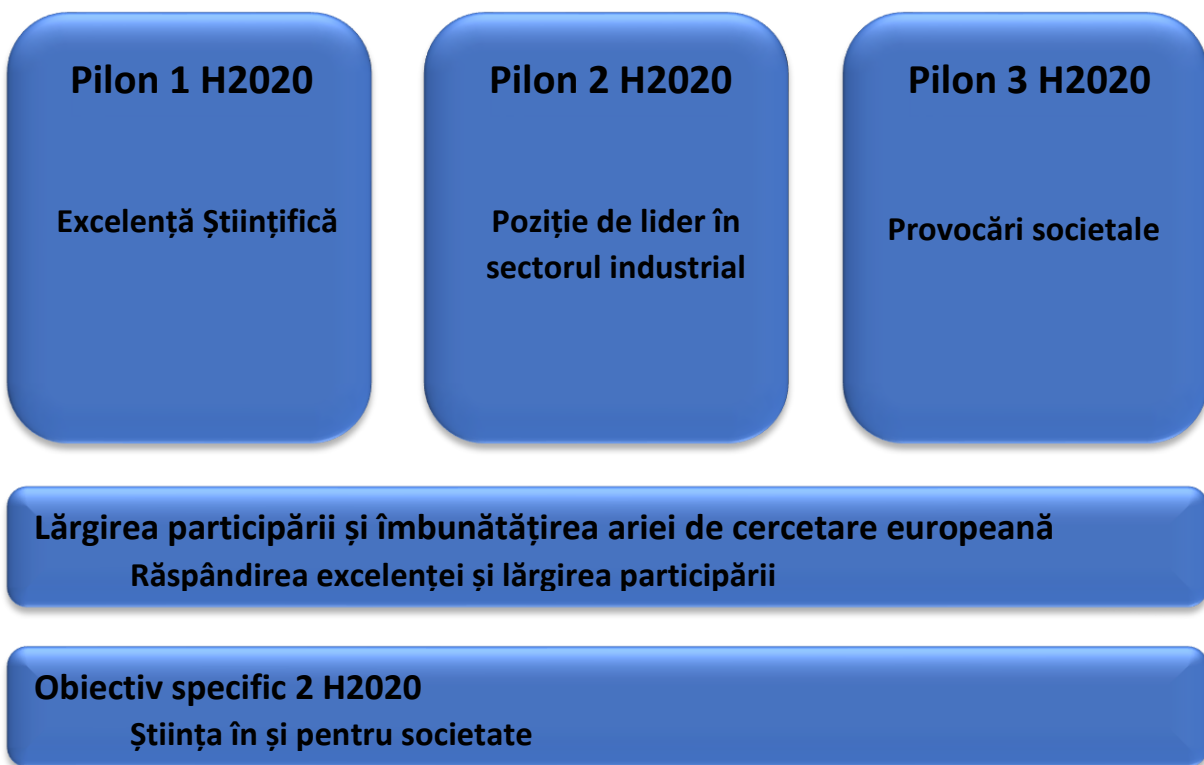 Pilon 1 H2020
Excelență Științifică
Pilon 2 H2020
Poziție de lider în
sectorul industrial
Pilon 3 H2020
Provocări societale
Lărgirea participării și îmbunătățirea ariei de cercetare europeană
Răspândirea excelenței și lărgirea participării
Obiectiv specific 2 H2020
Știința în și pentru societate